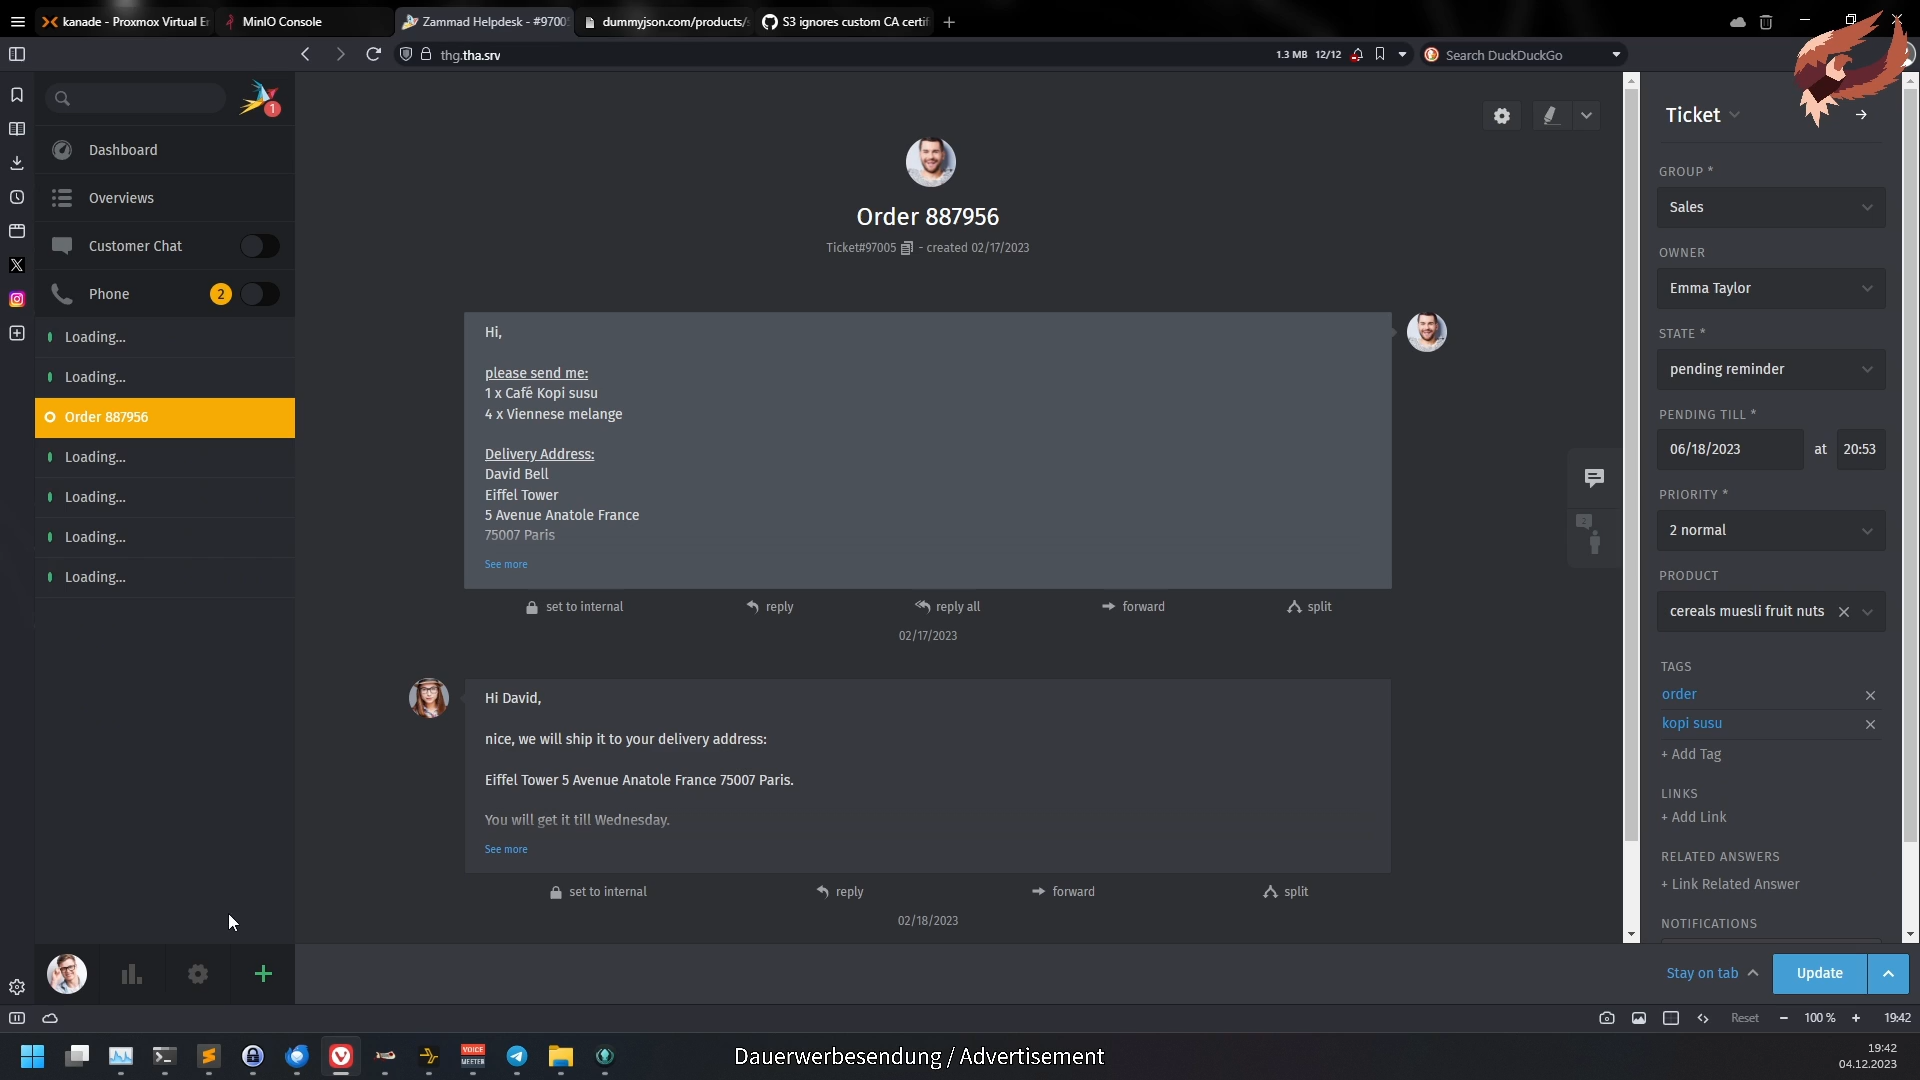 kanade - Proxmox Virtual E
MinIO Console
Zammad Helpdesk - #9700
dummyjson.com/products/
S3 ignores custom CA certif
thg.tha.srv
1.3 MB 12/12
Search DuckDuckGo
1
Dashboard
Overviews
Customer Chat
Phone
2
Loading...
Loading...
Order 887956
Loading...
Loading...
Loading...
Loading...
Order 887956
Ticket#97005 - created 02/17/2023
Hi,
please send me:
1 x Café Kopi susu
4 x Viennese melange
Delivery Address:
David Bell
Eiffel Tower
5 Avenue Anatole France
75007 Paris
See more
set to internal
reply
reply all
forward
split
02/17/2023
Hi David,
nice, we will ship it to your delivery address:
Eiffel Tower 5 Avenue Anatole France 75007 Paris.
You will get it till Wednesday.
See more
set to internal
reply
forward
split
02/18/2023
Ticket
GROUP *
Sales
OWNER
Emma Taylor
STATE *
pending reminder
PENDING TILL *
06/18/2023 at 20:53
PRIORITY *
2 normal
PRODUCT
cereals muesli fruit nuts
TAGS
order
kopi susu
+ Add Tag
LINKS
+ Add Link
RELATED ANSWERS
+ Link Related Answer
NOTIFICATIONS
Stay on tab
Update
Reset
100 %
19:42
VOICE
MEETER
Dauerwerbesendung / Advertisement
19:42
04.12.2023